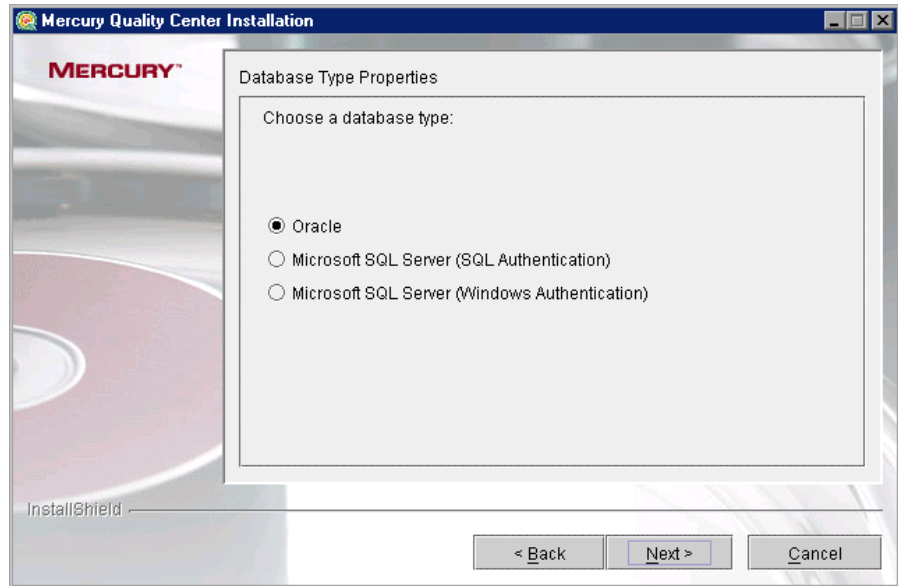 Mercury Quality Center Installation
MERCURY™
Database Type Properties
Choose a database type:
Oracle
Microsoft SQL Server (SQL Authentication)
Microsoft SQL Server (Windows Authentication)
InstallShield
< Back
Next >
Cancel